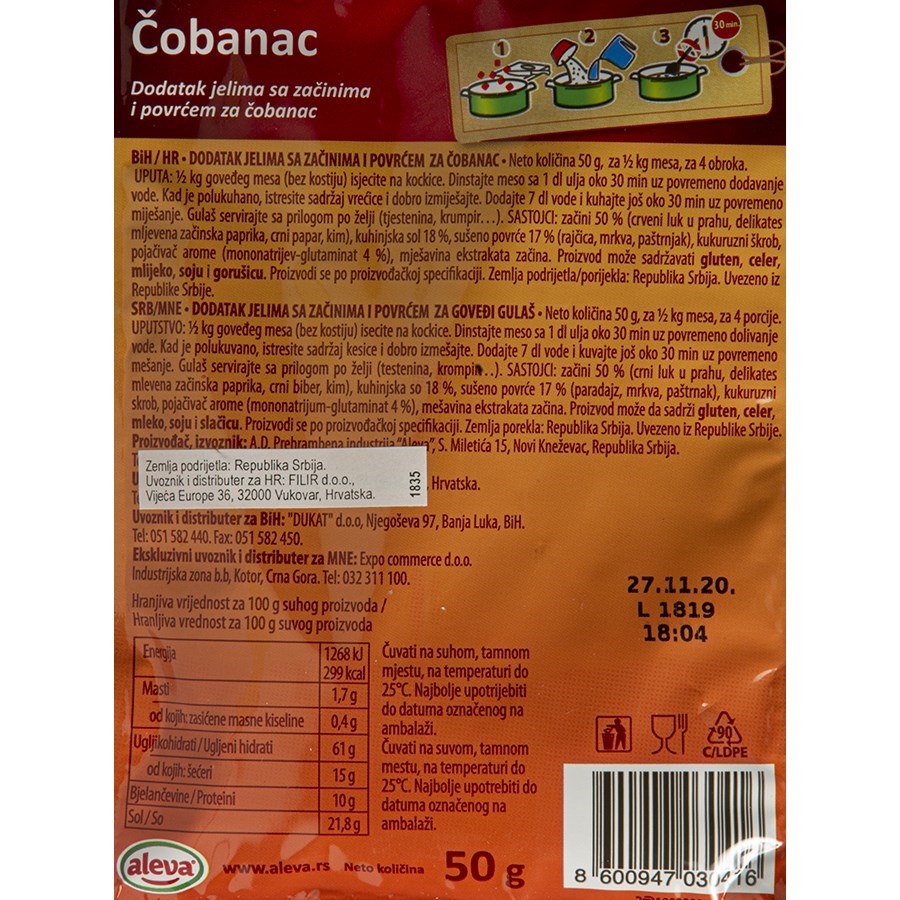 Čobanac
Dodatak jelima sa začinima
i povrćem za čobanac
1 2 3 30 min.
BiH / HR • DODATAK JELIMA SA ZAČINIMA I POVRĆEM ZA ČOBANAC • Neto količina 50 g, za ½ kg mesa, za 4 obroka.
UPUTA: ½ kg goveđeg mesa (bez kostiju) isjecite na kockice. Dinstajte meso sa 1 dl ulja oko 30 min uz povremeno dodavanje
vode. Kad je polukuhano, istresite sadržaj vrećice i dobro izmiješajte. Dodajte 7 dl vode i kuhajte još oko 30 min uz povremeno
miješanje. Gulaš servirajte sa prilogom po želji (tjestenina, krumpir...). SASTOJCI: začini 50 % (crveni luk u prahu, delikates
mljevena začinska paprika, crni papar, kim), kuhinjska sol 18 %, sušeno povrće 17 % (rajčica, mrkva, paštrnjak), kukuruzni škrob,
pojačivač arome (mononatrijev-glutaminat 4 %), mješavina ekstrakata začina. Proizvod može sadržavati gluten, celer,
mlijeko, soju i gorušicu. Proizvodi se po proizvođačkoj specifikaciji. Zemlja podrijetla/porijekla: Republika Srbija. Uvezeno iz
Republike Srbije.
SRB/MNE • DODATAK JELIMA SA ZAČINIMA I POVRĆEM ZA GOVEĐI GULAŠ • Neto količina 50 g, za ½ kg mesa, za 4 porcije.
UPUTSTVO: ½ kg goveđeg mesa (bez kostiju) isecite na kockice. Dinstajte meso sa 1 dl ulja oko 30 min uz povremeno dolivanje
vode. Kad je polukuvano, istresite sadržaj kesice i dobro izmešajte. Dodajte 7 dl vode i kuvajte još oko 30 min uz povremeno
mešanje. Gulaš servirajte sa prilogom po želji (testenina, krompir...). SASTOJCI: začini 50 % (crni luk u prahu, delikates
mlevena začinska paprika, crni biber, kim), kuhinjska so 18 %, sušeno povrće 17 % (paradajz, mrkva, paštrnak), kukuruzni
skrob, pojačivač arome (mononatrijum-glutaminat 4 %), mešavina ekstrakata začina. Proizvod može da sadrži gluten, celer,
mleko, soju i slačicu. Proizvodi se po proizvođačkoj specifikaciji. Zemlja porekla: Republika Srbija. Uvezeno iz Republike Srbije.
Proizvođač, izvoznik: A.D. Prehrambena industrija "Aleva", S. Miletića 15, Novi Kneževac, Republika Srbija.
Zemlja podrijetla: Republika Srbija.
Uvoznik i distributer za HR: FILIR d.o.o.,
Vijeća Europe 36, 32000 Vukovar, Hrvatska.
1835
Hrvatska.
Uvoznik i distributer za BiH: "DUKAT" d.o.o, Njegoševa 97, Banja Luka, BiH.
Tel: 051 582 440. Fax: 051 582 450.
Ekskluzivni uvoznik i distributer za MNE: Expo commerce d.o.o.
Industrijska zona b.b, Kotor, Crna Gora. Tel: 032 311 100.
27.11.20.
L 1819
18:04
Hranjiva vrijednost za 100 g suhog proizvoda /
Hranljiva vrednost za 100 g suvog proizvoda
Energija 1268 kJ
299 kcal
Masti 1,7 g
od kojih: zasićene masne kiseline 0,4 g
Ugljikohidrati / Ugljeni hidrati 61 g
od kojih: šećeri 15 g
Bjelančevine / Proteini 10 g
Sol / So 21,8 g
Čuvati na suhom, tamnom
mjestu, na temperaturi do
25°C. Najbolje upotrijebiti
do datuma označenog na
ambalaži.
Čuvati na suvom, tamnom
mestu, na temperaturi do
25°C. Najbolje upotrebiti do
datuma označenog na
ambalaži.
90
C/LDPE
8 600947 030416
aleva
www.aleva.rs Neto količina 50 g